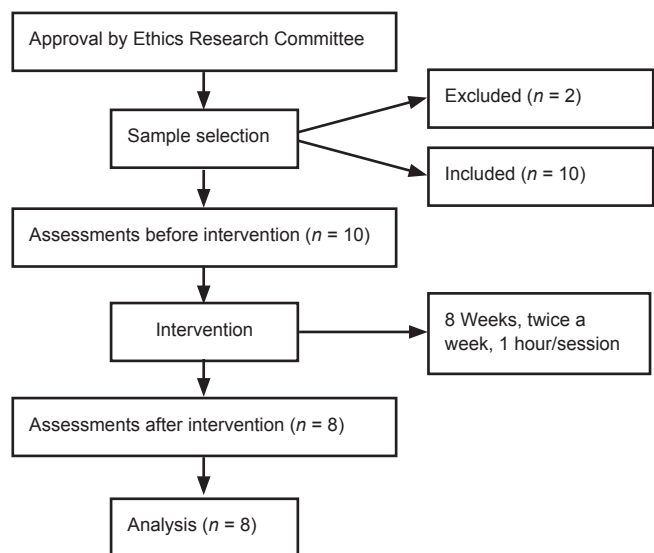 Approval by Ethics Research Committee
Excluded (n = 2)
Sample selection
Included (n = 10)
Assessments before intervention (n = 10)
Intervention
8 Weeks, twice a
week, 1 hour/session
Assessments after intervention (n = 8)
Analysis (n = 8)